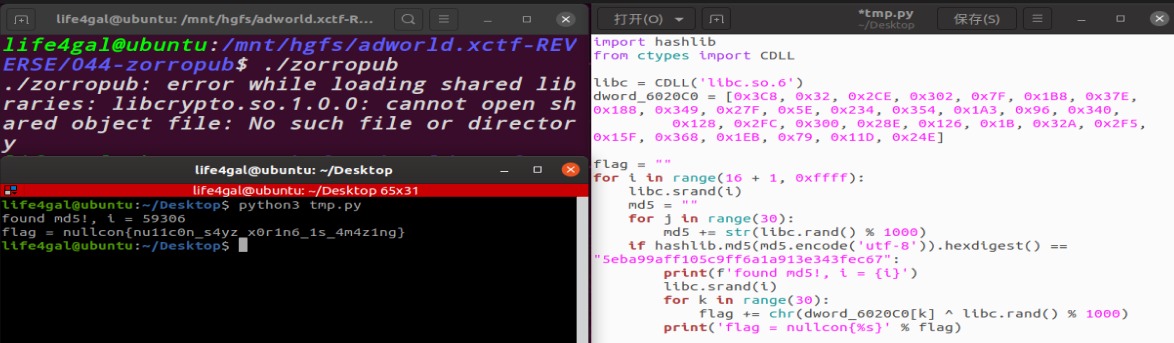 life4gal@ubuntu: /mnt/hgfs/adworld.xctf-R...
life4gal@ubuntu:/mnt/hgfs/adworld.xctf-REV
ERSE/044-zorropub$ ./zorropub
./zorropub: error while loading shared lib
raries: libcrypto.so.1.0.0: cannot open sh
ared object file: No such file or director
y
life4gal@ubuntu: ~/Desktop
life4gal@ubuntu: ~/Desktop 65x31
life4gal@ubuntu:~/Desktop$ python3 tmp.py
found md5!, i = 59306
flag = nullcon{nu11c0n_s4yz_x0r1n6_1s_4m4z1ng}
life4gal@ubuntu:~/Desktop$
打开(O)
*tmp.py
~/Desktop
保存(S)
import hashlib
from ctypes import CDLL
libc = CDLL('libc.so.6')
dword_6020C0 = [0x3C8, 0x32, 0x2CE, 0x302, 0x7F, 0x1B8, 0x37E,
0x188, 0x349, 0x27F, 0x5E, 0x234, 0x354, 0x1A3, 0x96, 0x340,
0x128, 0x2FC, 0x300, 0x28E, 0x126, 0x1B, 0x32A, 0x2F5,
0x15F, 0x368, 0x1EB, 0x79, 0x11D, 0x24E]
flag = ""
for i in range(16 + 1, 0xffff):
libc.srand(i)
md5 = ""
for j in range(30):
md5 += str(libc.rand() % 1000)
if hashlib.md5(md5.encode('utf-8')).hexdigest() ==
"5eba99aff105c9ff6a1a913e343fec67":
print(f'found md5!, i = {i}')
libc.srand(i)
for k in range(30):
flag += chr(dword_6020C0[k] ^ libc.rand() % 1000)
print('flag = nullcon{%s}' % flag)